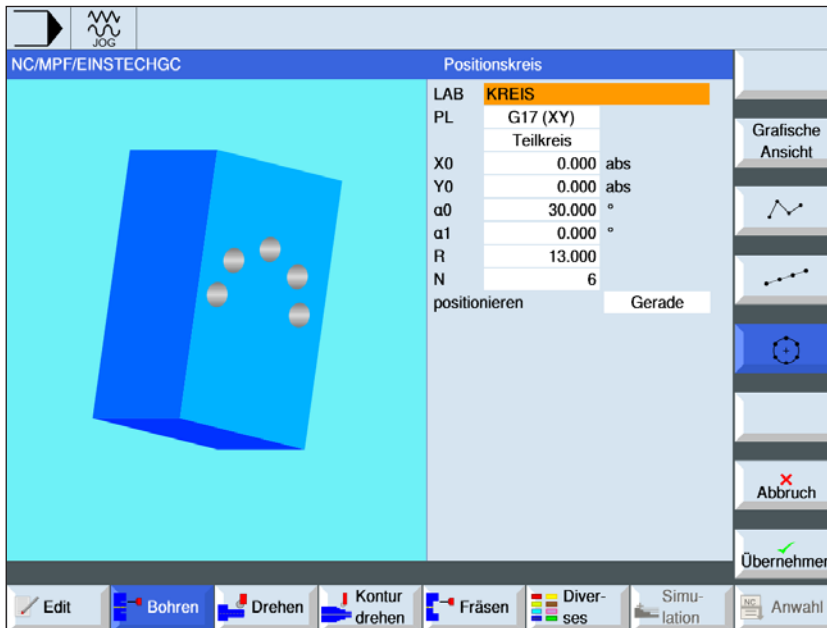 JOG
NC/MPF/EINSTECHGC
Positionskreis
LAB KREIS
PL G17 (XY)
Teilkreis
X0 0.000 abs
Y0 0.000 abs
α0 30.000 °
α1 0.000 °
R 13.000
N 6
positionieren Gerade
Grafische
Ansicht
Abbruch
Übernehmen
Edit
Bohren
Drehen
Kontur
drehen
Fräsen
Diver-
ses
Simu-
lation
NC
Anwahl